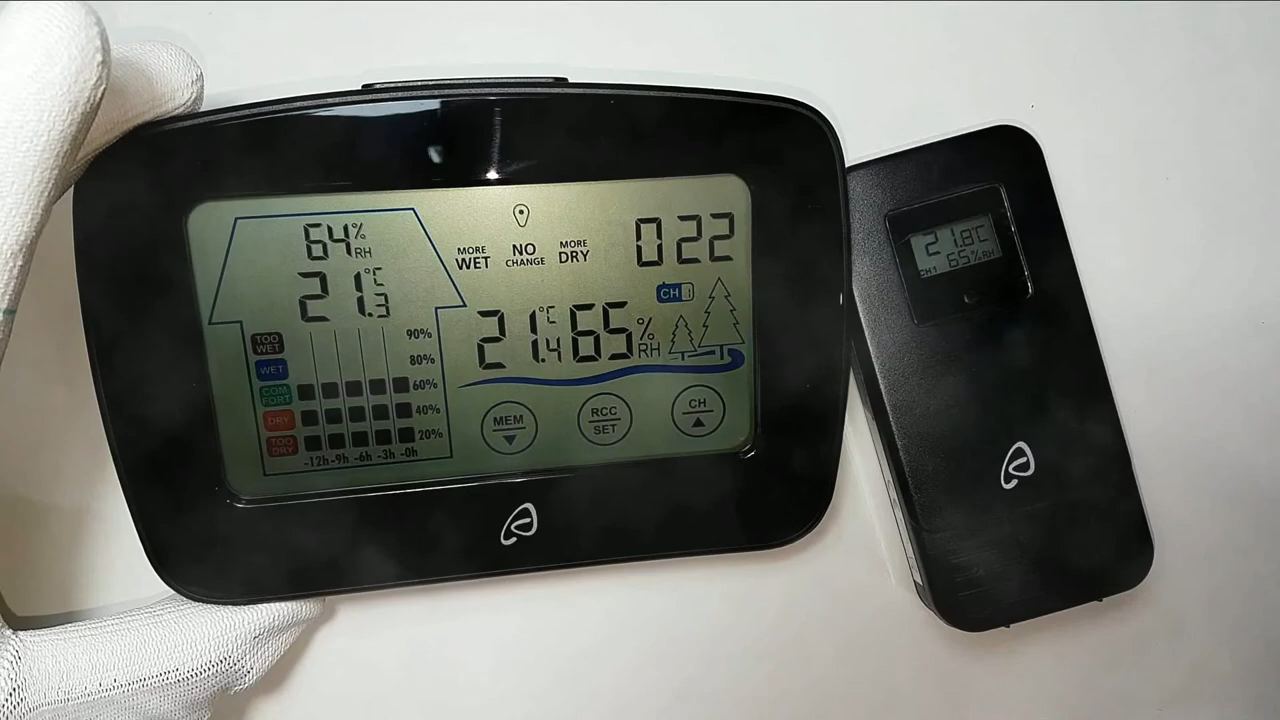 64% RH
21.3 °C
TOO WET
WET
COMFORT
DRY
TOO DRY
90%
80%
60%
40%
20%
-12h -9h -6h -3h -0h
MORE WET
NO CHANGE
MORE DRY
022
CH 1
21.4 °C 65% RH
MEM
RCC SET
CH
21.8°C
CH1 65%RH